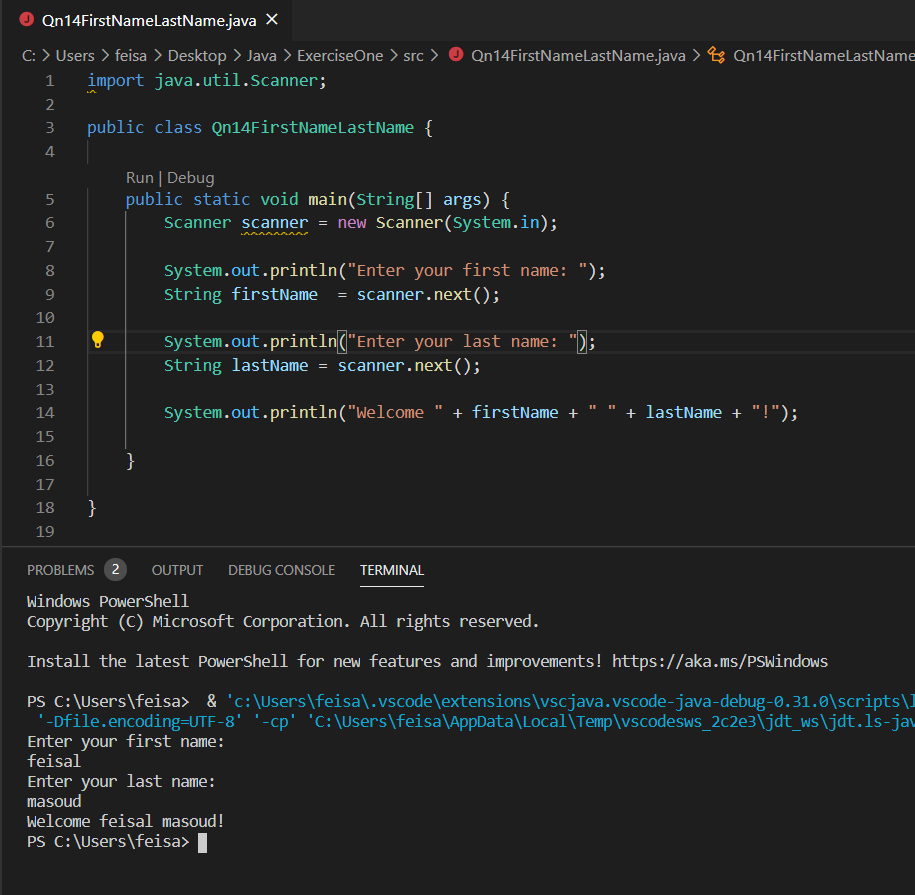 Qn14FirstNameLastName.java ×
C: > Users > feisa > Desktop > Java > ExerciseOne > src > Qn14FirstNameLastName.java > Qn14FirstNameLastName
1 import java.util.Scanner;
2
3 public class Qn14FirstNameLastName {
4
Run | Debug
5 public static void main(String[] args) {
6 Scanner scanner = new Scanner(System.in);
7
8 System.out.println("Enter your first name: ");
9 String firstName  = scanner.next();
10
11 System.out.println("Enter your last name: ");
12 String lastName = scanner.next();
13
14 System.out.println("Welcome " + firstName + " " + lastName + "!");
15
16 }
17
18 }
19
PROBLEMS 2 OUTPUT DEBUG CONSOLE TERMINAL
Windows PowerShell
Copyright (C) Microsoft Corporation. All rights reserved.
Install the latest PowerShell for new features and improvements! https://aka.ms/PSWindows
PS C:\Users\feisa>  & 'c:\Users\feisa\.vscode\extensions\vscjava.vscode-java-debug-0.31.0\scripts\l
'-Dfile.encoding=UTF-8' '-cp' 'C:\Users\feisa\AppData\Local\Temp\vscodesws_2c2e3\jdt_ws\jdt.ls-jav
Enter your first name:
feisal
Enter your last name:
masoud
Welcome feisal masoud!
PS C:\Users\feisa>